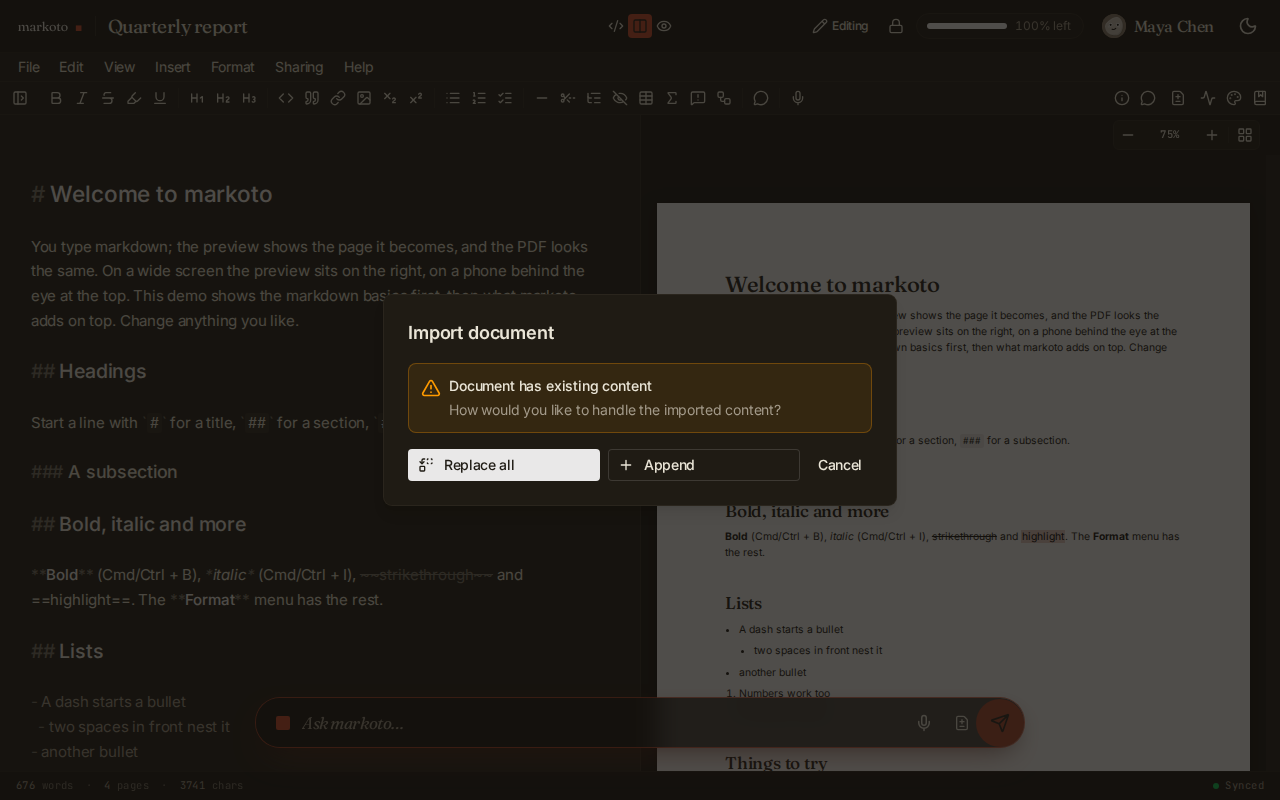 markoto
Quarterly report
Editing
100% left
Maya Chen
File Edit View Insert Format Sharing Help
H1 H2 H3
75%
# Welcome to markoto
You type markdown; the preview shows the page it becomes, and the PDF looks
the same. On a wide screen the preview sits on the right, on a phone behind the
eye at the top. This demo shows the markdown basics first, then what markoto
adds on top. Change anything you like.
## Headings
Start a line with `#` for a title, `##` for a section, `
### A subsection
## Bold, italic and more
**Bold** (Cmd/Ctrl + B), *italic* (Cmd/Ctrl + I), ~~strikethrough~~ and
==highlight==. The **Format** menu has the rest.
## Lists
- A dash starts a bullet
- two spaces in front nest it
- another bullet
Welcome to markoto
shows the page it becomes, and the PDF looks the
preview sits on the right, on a phone behind the eye at the
basics first, then what markoto adds on top. Change
for a section, ### for a subsection.
Bold, italic and more
Bold (Cmd/Ctrl + B), italic (Cmd/Ctrl + I), strikethrough and highlight. The Format menu has
the rest.
Lists
• A dash starts a bullet
• two spaces in front nest it
• another bullet
1. Numbers work too
Things to try
Import document
Document has existing content
How would you like to handle the imported content?
Replace all
Append
Cancel
Ask markoto...
676 words · 4 pages · 3741 chars
Synced